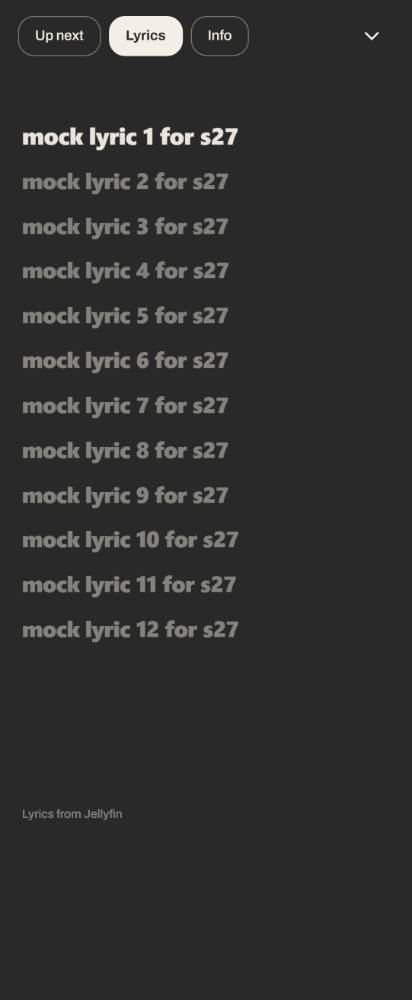 Up next Lyrics Info
mock lyric 1 for s27
mock lyric 2 for s27
mock lyric 3 for s27
mock lyric 4 for s27
mock lyric 5 for s27
mock lyric 6 for s27
mock lyric 7 for s27
mock lyric 8 for s27
mock lyric 9 for s27
mock lyric 10 for s27
mock lyric 11 for s27
mock lyric 12 for s27
Lyrics from Jellyfin